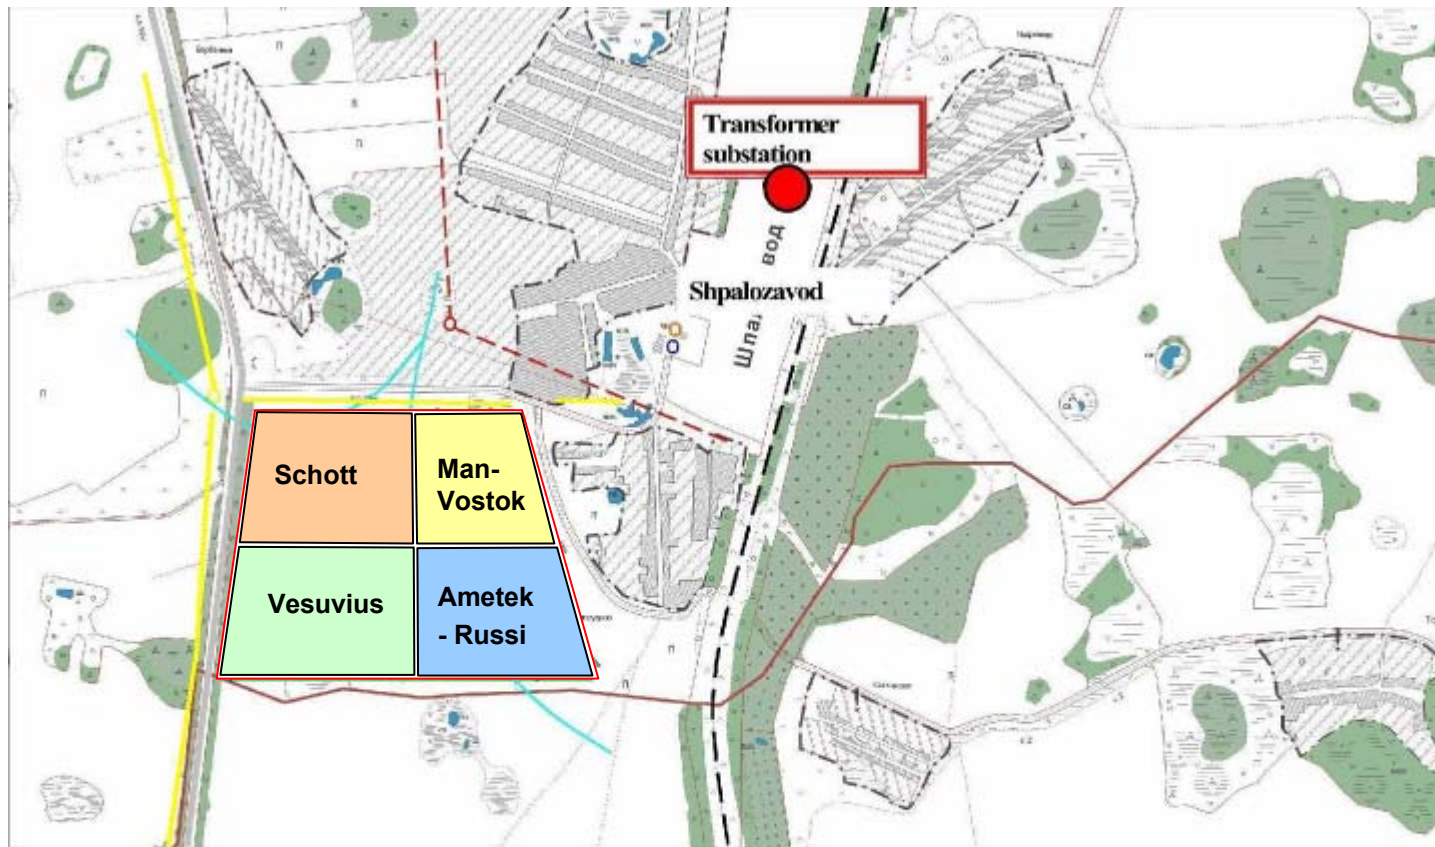 Transformer
substation
Шпал
вод
Shpalozavod
Schott
Man-
Vostok
Vesuvius
Ametek
- Russi